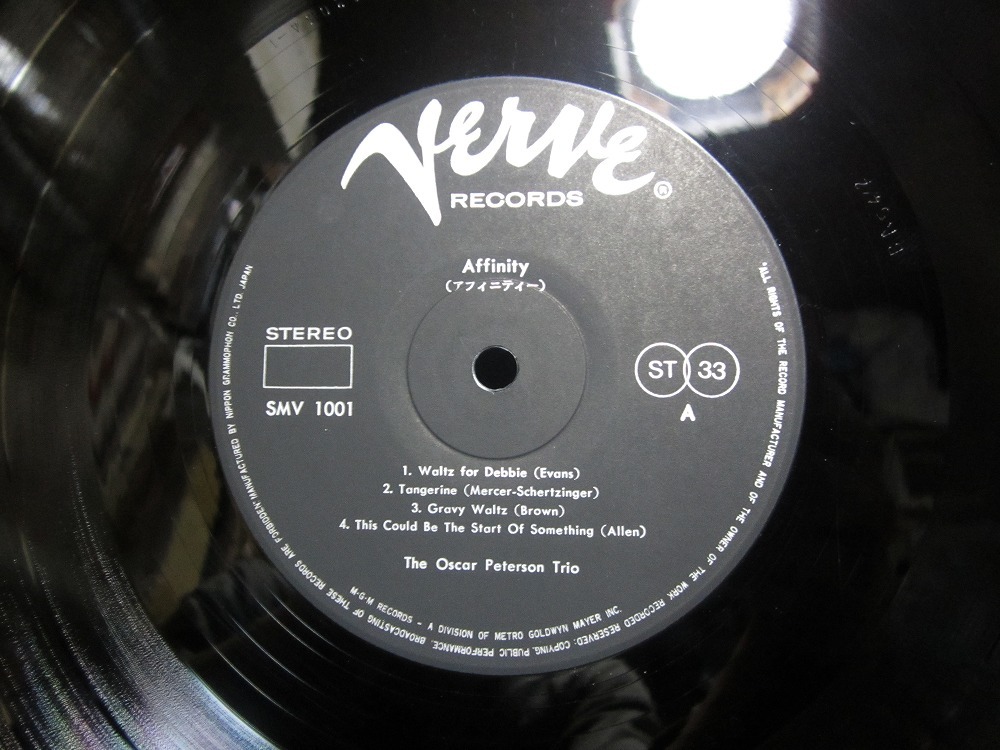 Verve
RECORDS ®
Affinity
(アフィニティー)
STEREO
SMV 1001
ST 33
A
1. Waltz for Debbie (Evans)
2. Tangerine (Mercer-Schertzinger)
3. Gravy Waltz (Brown)
4. This Could Be The Start Of Something (Allen)
The Oscar Peterson Trio
M·G·M RECORDS - A DIVISION OF METRO GOLDWYN MAYER INC.
"ALL RIGHTS OF THE RECORD MANUFACTURER AND OF THE OWNER OF THE WORK RECORDED RESERVED: COPYING, PUBLIC PERFORMANCE, BROADCASTING OF THESE RECORDS ARE FORBIDDEN" MANUFACTURED BY NIPPON GRAMMOPHON CO., LTD. JAPAN